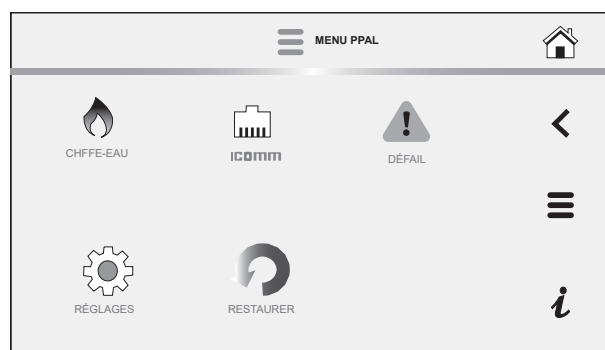 MENU PPAL
CHFFE-EAU
ICOMM
DÉFAIL
RÉGLAGES
RESTAURER
i